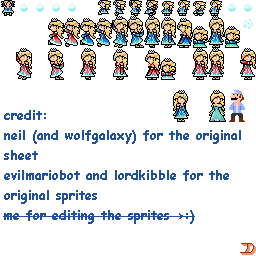 credit:
neil (and wolfgalaxy) for the original
sheet
evilmariobot and lordkibble for the
original sprites
me for editing the sprites >:)